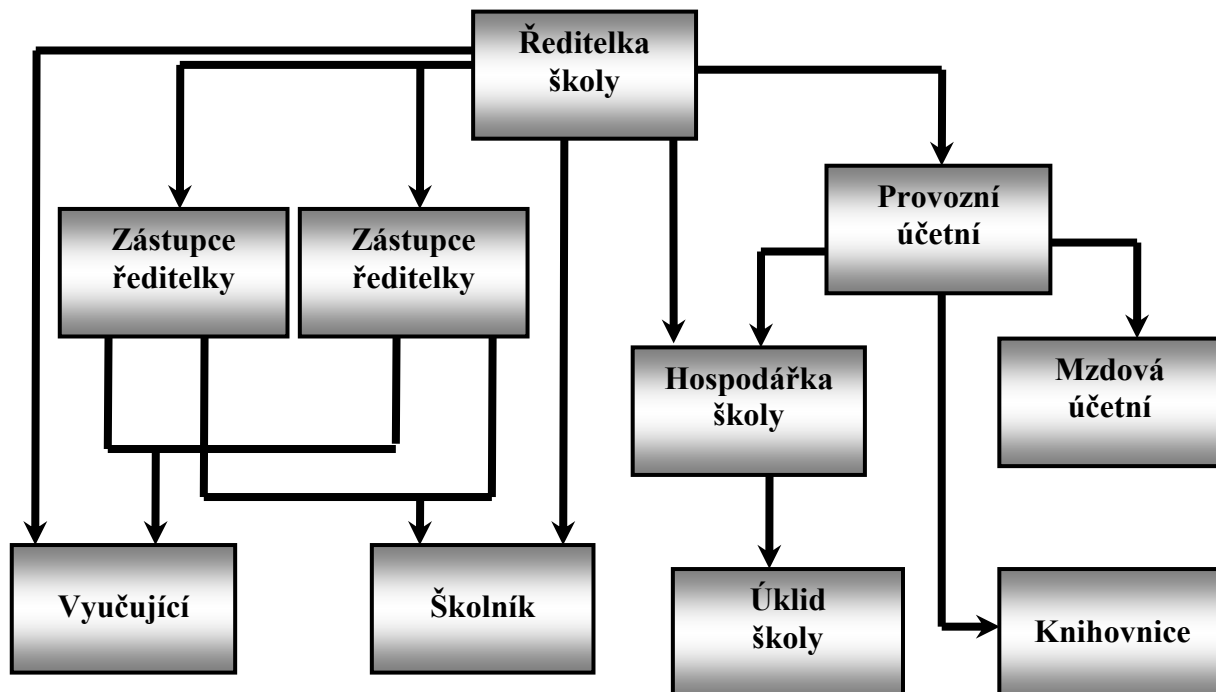 Ředitelka
školy
Provozní
účetní
Zástupce
ředitelky
Zástupce
ředitelky
Hospodářka
školy
Mzdová
účetní
Vyučující
Školník
Úklid
školy
Knihovnice